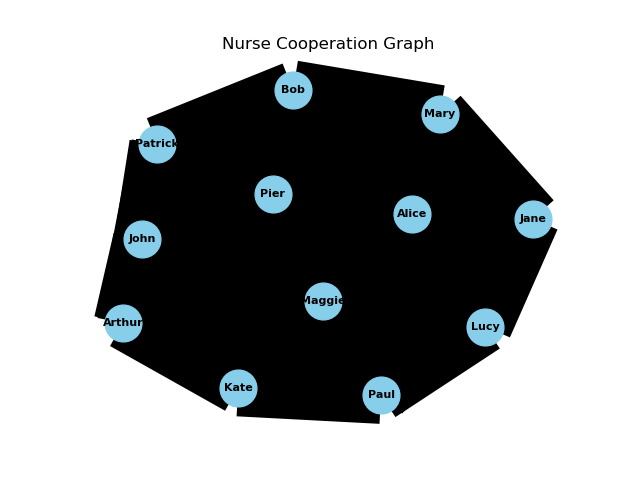 Nurse Cooperation Graph
Bob
Mary
Patrick
Pier
Alice
Jane
John
Maggie
Arthur
Lucy
Kate
Paul